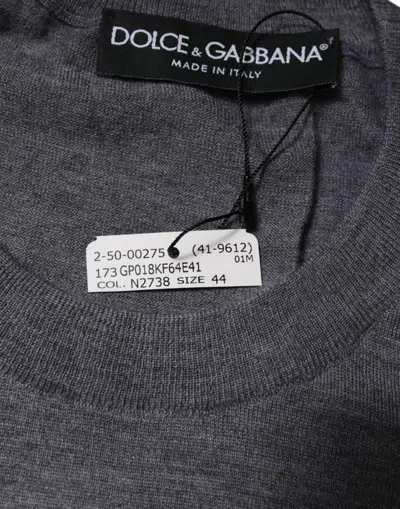 DOLCE & GABBANA®
MADE IN ITALY
2-50-00275 (41-9612)
173 GP018KF64E41 01M
COL. N2738 SIZE 44